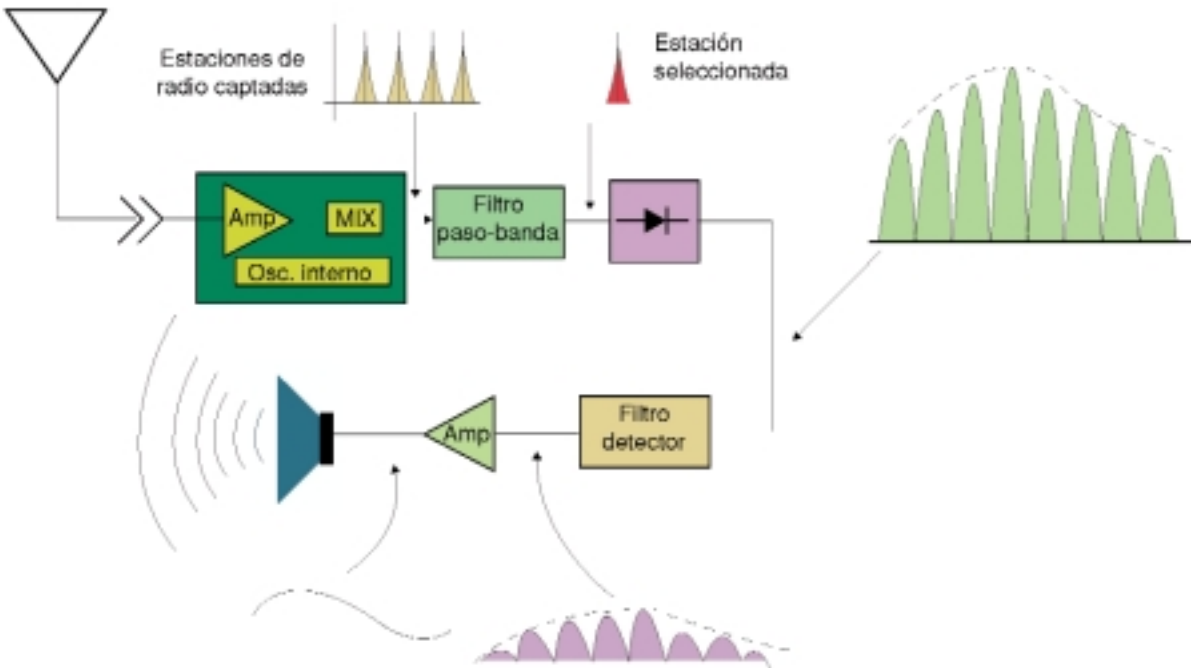 Estaciones de
radio captadas
Estación
seleccionada
Amp
MIX
Osc. interno
Filtro
paso-banda
Amp
Filtro
detector